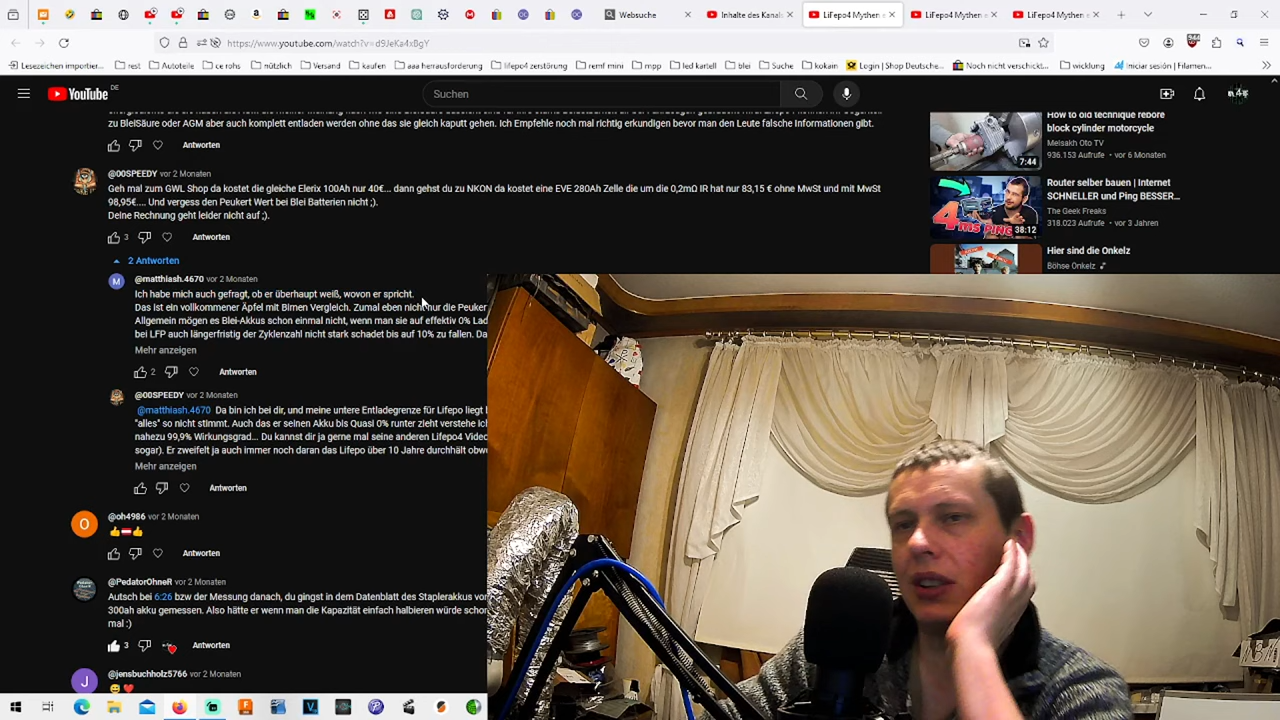 Websuche
Inhalte des Kanals
LiFePo4 Mythen
LiFePo4 Mythen
LiFePo4 Mythen
https://www.youtube.com/watch?v=d9JeKa4xBgY
Lesezeichen importier...
rest
Autoteile
ce rohs
nützlich
Versand
kaufen
aaa herrausforderung
lifepo4 zerstörung
remf mini
mpp
led kartell
blei
Suche
kokain
Login | Shop Deutsche...
Noch nicht verschickt...
wicklung
Iniciar sesión | Filamen...
YouTube DE
Suchen
zu BleiSäure oder AGM aber auch komplett entladen werden ohne das sie gleich kaputt gehen. Ich Empfehle noch mal richtig erkundigen bevor man den Leute falsche Informationen gibt.
Antworten
@00SPEEDY vor 2 Monaten
Geh mal zum GWL Shop da kostet die gleiche Elerix 100Ah nur 40€... dann gehst du zu NKON da kostet eine EVE 280Ah Zelle die um die 0,2mΩ IR hat nur 83,15 € ohne MwSt und mit MwSt
98,95€.... Und vergess den Peukert Wert bei Blei Batterien nicht ;).
Deine Rechnung geht leider nicht auf ;).
3
Antworten
2 Antworten
M
@matthiash.4670 vor 2 Monaten
Ich habe mich auch gefragt, ob er überhaupt weiß, wovon er spricht.
Das ist ein vollkommener Äpfel mit Birnen Vergleich. Zumal eben nicht nur die Peuker
Allgemein mögen es Blei-Akkus schon einmal nicht, wenn man sie auf effektiv 0% Lad
bei LFP auch längerfristig der Zyklenzahl nicht stark schadet bis auf 10% zu fallen. Da
Mehr anzeigen
2
Antworten
@00SPEEDY vor 2 Monaten
@matthiash.4670 Da bin ich bei dir, und meine untere Entladegrenze für Lifepo liegt
"alles" so nicht stimmt. Auch das er seinen Akku bis Quasi 0% runter zieht verstehe ic
nahezu 99,9% Wirkungsgrad... Du kannst dir ja gerne mal seine anderen Lifepo4 Video
sogar). Er zweifelt ja auch immer noch daran das Lifepo über 10 Jahre durchhält obw
Mehr anzeigen
Antworten
O
@oh4986 vor 2 Monaten
Antworten
@PedatorOhneR vor 2 Monaten
Autsch bei 6:26 bzw der Messung danach, du gingst in dem Datenblatt des Staplerakkus vor
300ah akku gemessen. Also hätte er wenn man die Kapazität einfach halbieren würde schon
mal :)
3
Antworten
J
@jensbuchholz5766 vor 2 Monaten
How to old technique rebore
block cylinder motorcycle
Meisakh Oto TV
936.153 Aufrufe • vor 6 Monaten
7:44
Router selber bauen | Internet
SCHNELLER und Ping BESSER...
The Geek Freaks
318.023 Aufrufe • vor 3 Jahren
4ms PING
38:12
Hier sind die Onkelz
Böhse Onkelz